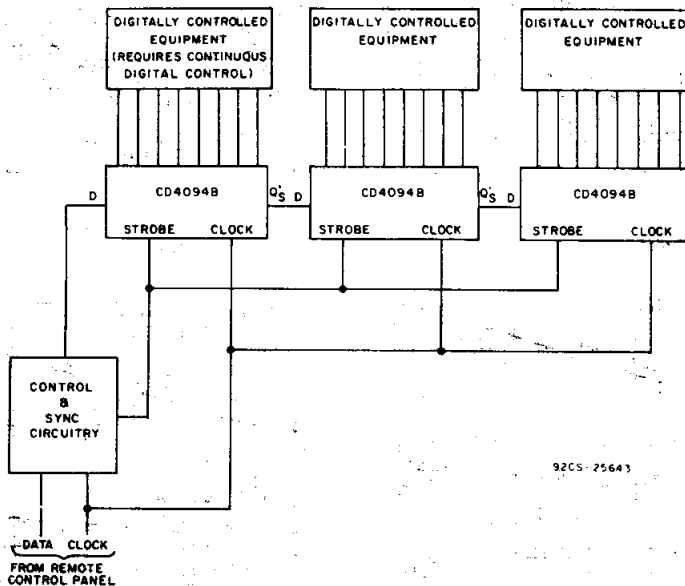 DIGITALLY CONTROLLED
EQUIPMENT
(REQUIRES CONTINUOUS
DIGITAL CONTROL)
DIGITALLY CONTROLLED
EQUIPMENT
DIGITALLY CONTROLLED
EQUIPMENT
D
CD4094B
STROBE CLOCK
Q'S D
CD4094B
STROBE CLOCK
Q'S D
CD4094B
STROBE CLOCK
CONTROL
&
SYNC
CIRCUITRY
92CS-25643
DATA CLOCK
FROM REMOTE
CONTROL PANEL